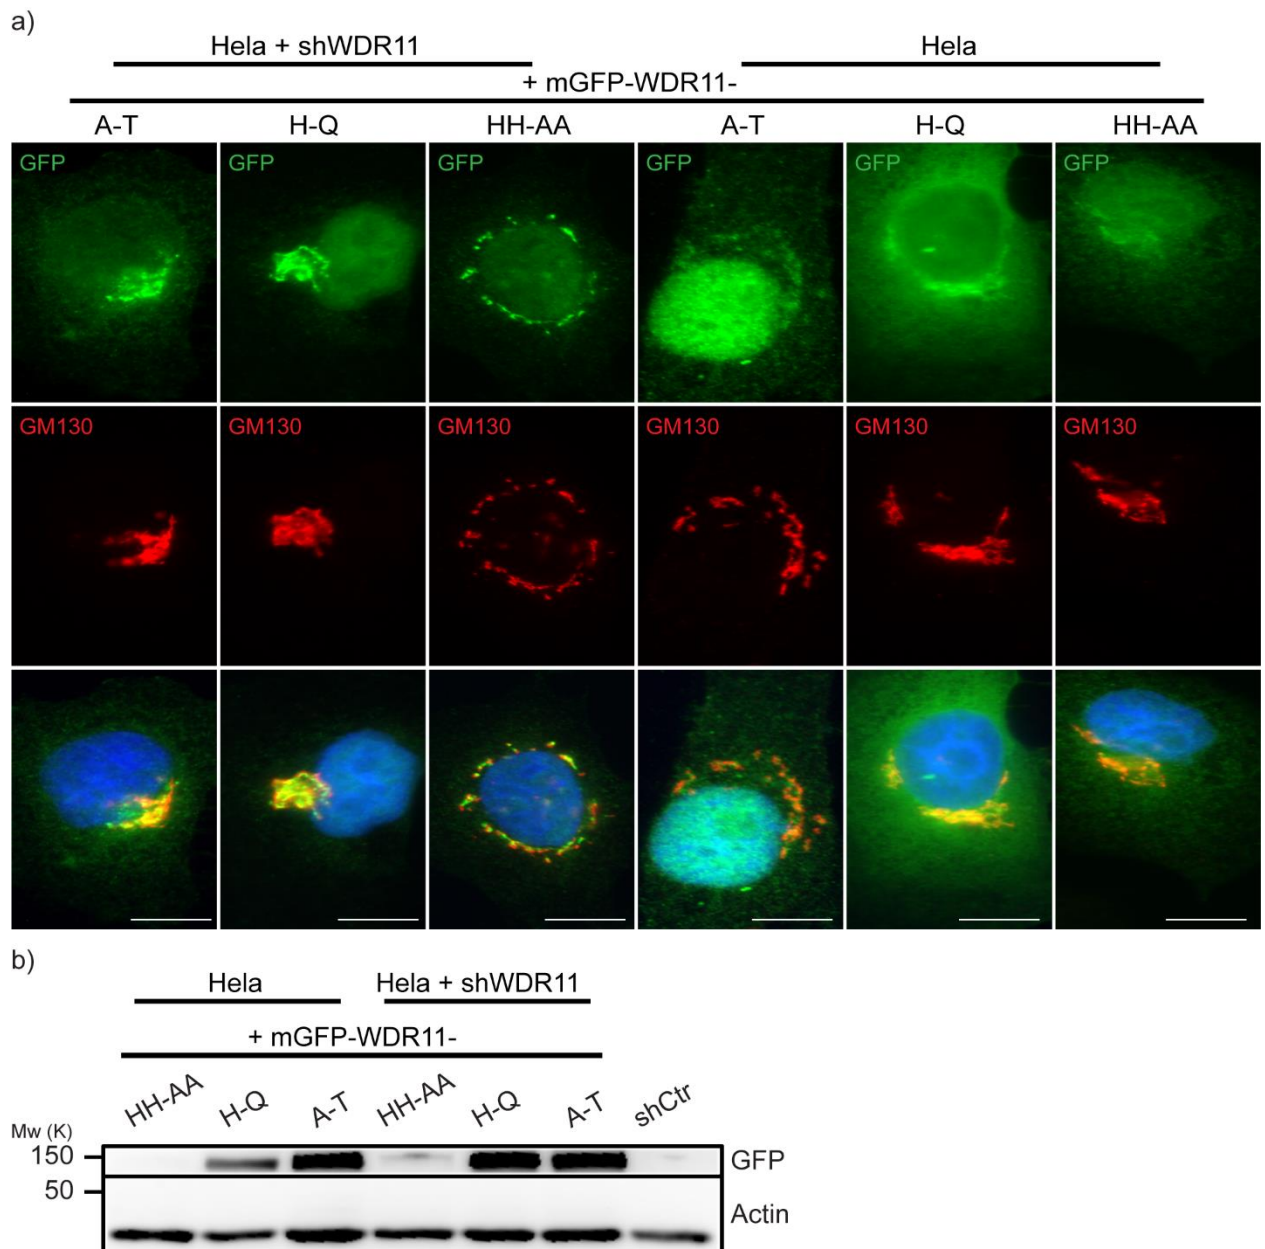 a)
Hela + shWDR11 Hela
+ mGFP-WDR11-
A-T H-Q HH-AA A-T H-Q HH-AA
GFP GFP GFP GFP GFP GFP
GM130 GM130 GM130 GM130 GM130 GM130
b)
Hela Hela + shWDR11
+ mGFP-WDR11-
HH-AA H-Q A-T HH-AA H-Q A-T shCtr
Mw (K)
150 GFP
50
Actin